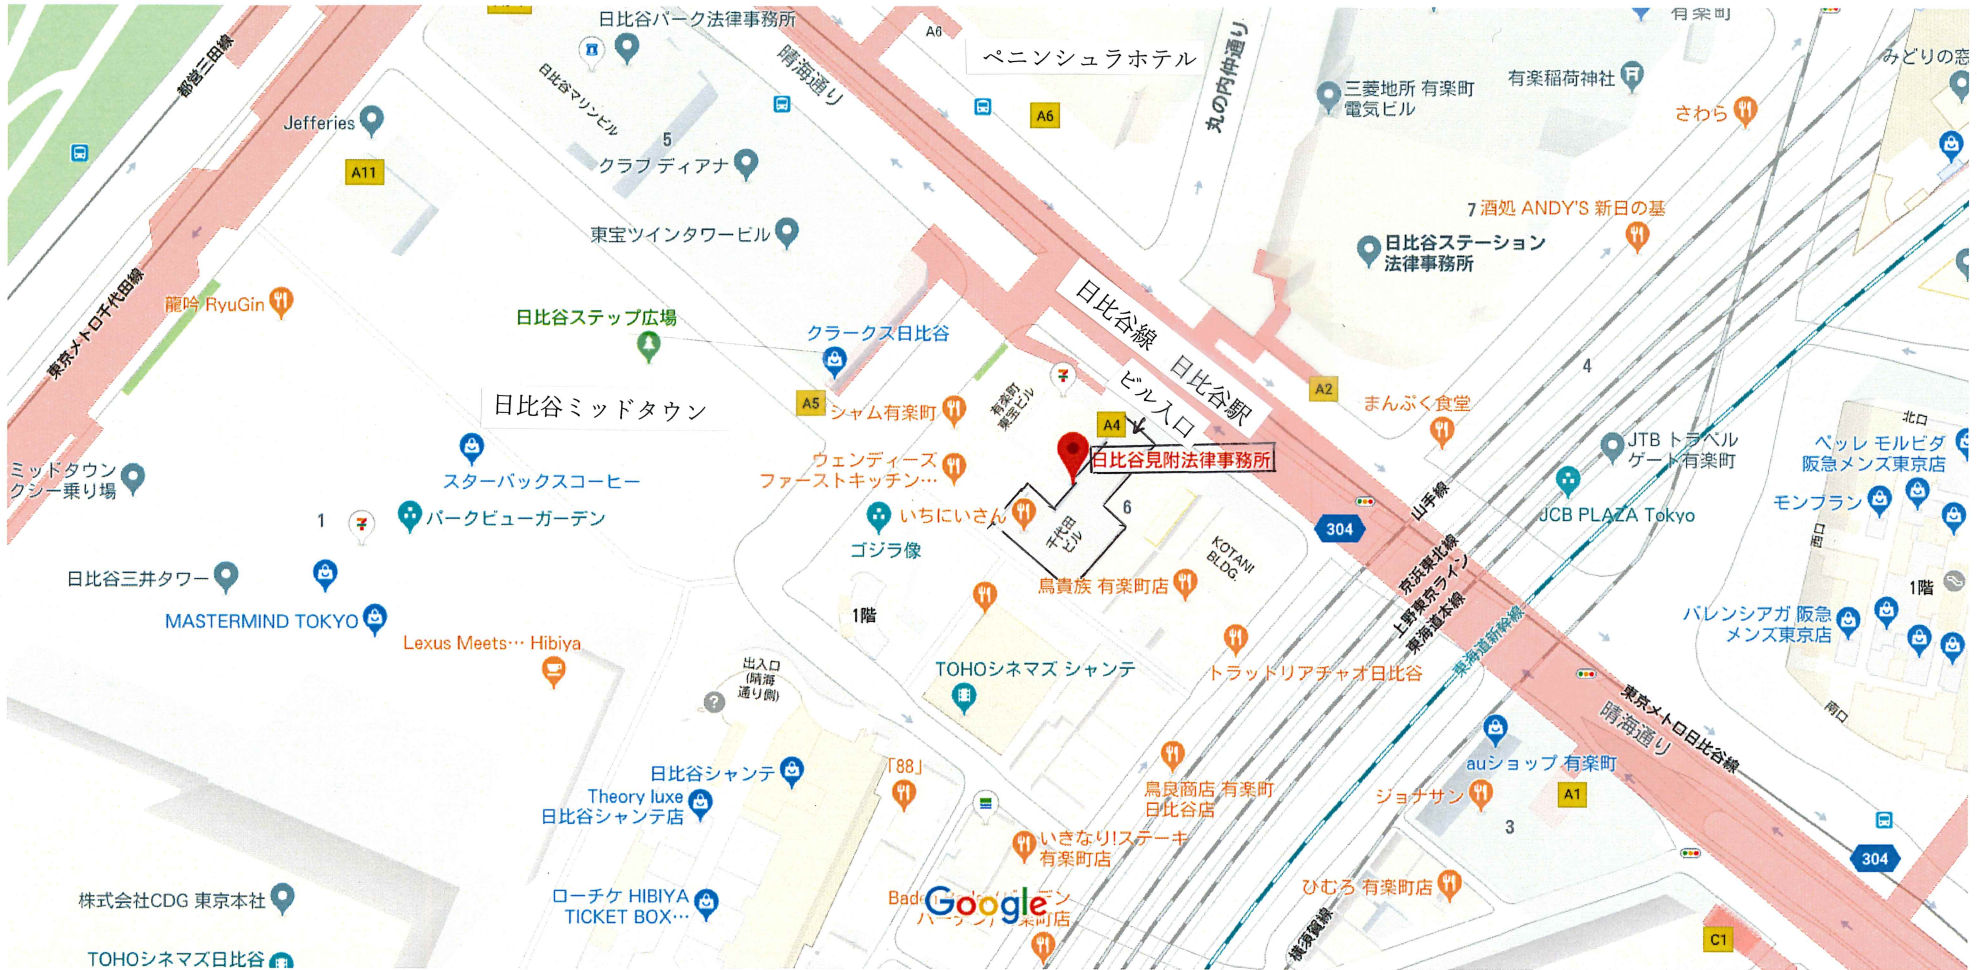 日比谷パーク法律事務所
都営三田線
日比谷マリンビル
晴海通り
A6
ペニンシュラホテル
丸の内仲通り
有楽町
みどりの窓
三菱地所 有楽町
電気ビル
有楽稲荷神社
さわら
Jefferies
A11
5
クラブ ディアナ
A6
東宝ツインタワービル
7
酒処 ANDY'S 新日の基
日比谷ステーション
法律事務所
東京メトロ千代田線
龍吟 RyuGin
日比谷ステップ広場
クラークス日比谷
日比谷線 日比谷駅
ビル入口
日比谷ミッドタウン
A5
シャム有楽町
有楽町
東宝ビル
A4
A2
まんぷく食堂
4
北口
ペッレ モルビダ
阪急メンズ東京店
JTB トラベル
ゲート有楽町
日比谷見附法律事務所
ウェンディーズ
ファーストキッチン…
ミッドタウン
クシー乗り場
スターバックスコーヒー
1
パークビューガーデン
ゴジラ像
いちにいさん
千代田
ビル
6
KOTANI
BLDG.
304
山手線
JCB PLAZA Tokyo
モンブラン
西口
京浜東北線
上野東京ライン
東海道本線
東海道新幹線
日比谷三井タワー
MASTERMIND TOKYO
Lexus Meets… Hibiya
1階
鳥貴族 有楽町店
トラットリアチャオ日比谷
TOHOシネマズ シャンテ
1階
バレンシアガ 阪急
メンズ東京店
南口
出入口
(晴海
通り側)
東京メトロ日比谷線
晴海通り
日比谷シャンテ
Theory luxe
日比谷シャンテ店
「88」
鳥良商店 有楽町
日比谷店
auショップ 有楽町
ジョナサン
A1
3
いきなり!ステーキ
有楽町店
304
株式会社CDG 東京本社
ローチケ HIBIYA
TICKET BOX…
Google
ひむろ 有楽町店
横須賀線
C1
TOHOシネマズ日比谷